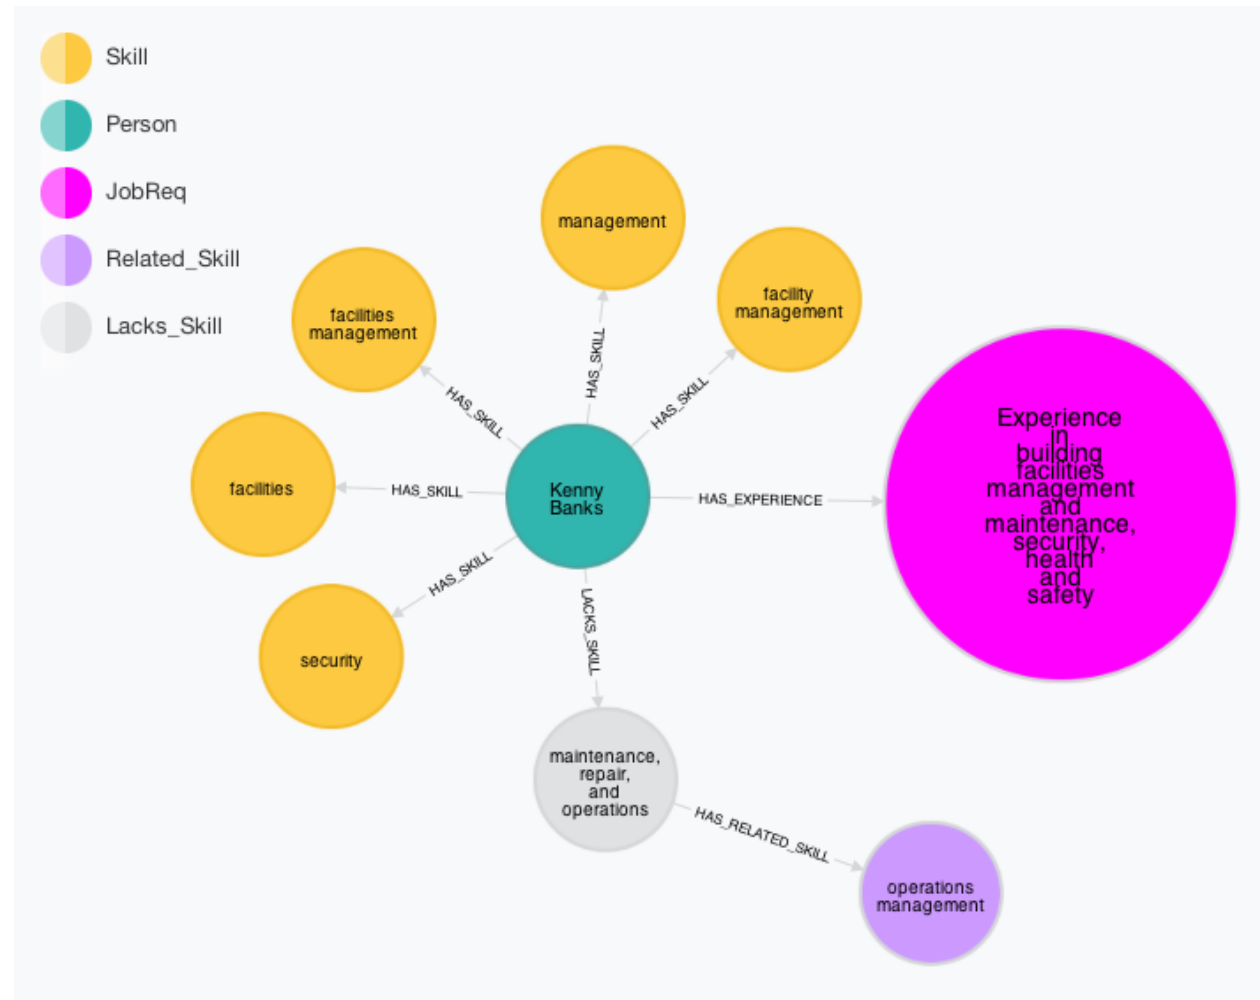 Skill
Person
JobReq
Related_Skill
Lacks_Skill
management
facility
management
facilities
management
HAS_SKILL
HAS_SKILL
HAS_SKILL
Experience
in
building
facilities
management
and
maintenance,
security,
health
and
safety
facilities
HAS_SKILL
Kenny
Banks
HAS_EXPERIENCE
HAS_SKILL
security
LACKS_SKILL
maintenance,
repair,
and
operations
HAS_RELATED_SKILL
operations
management